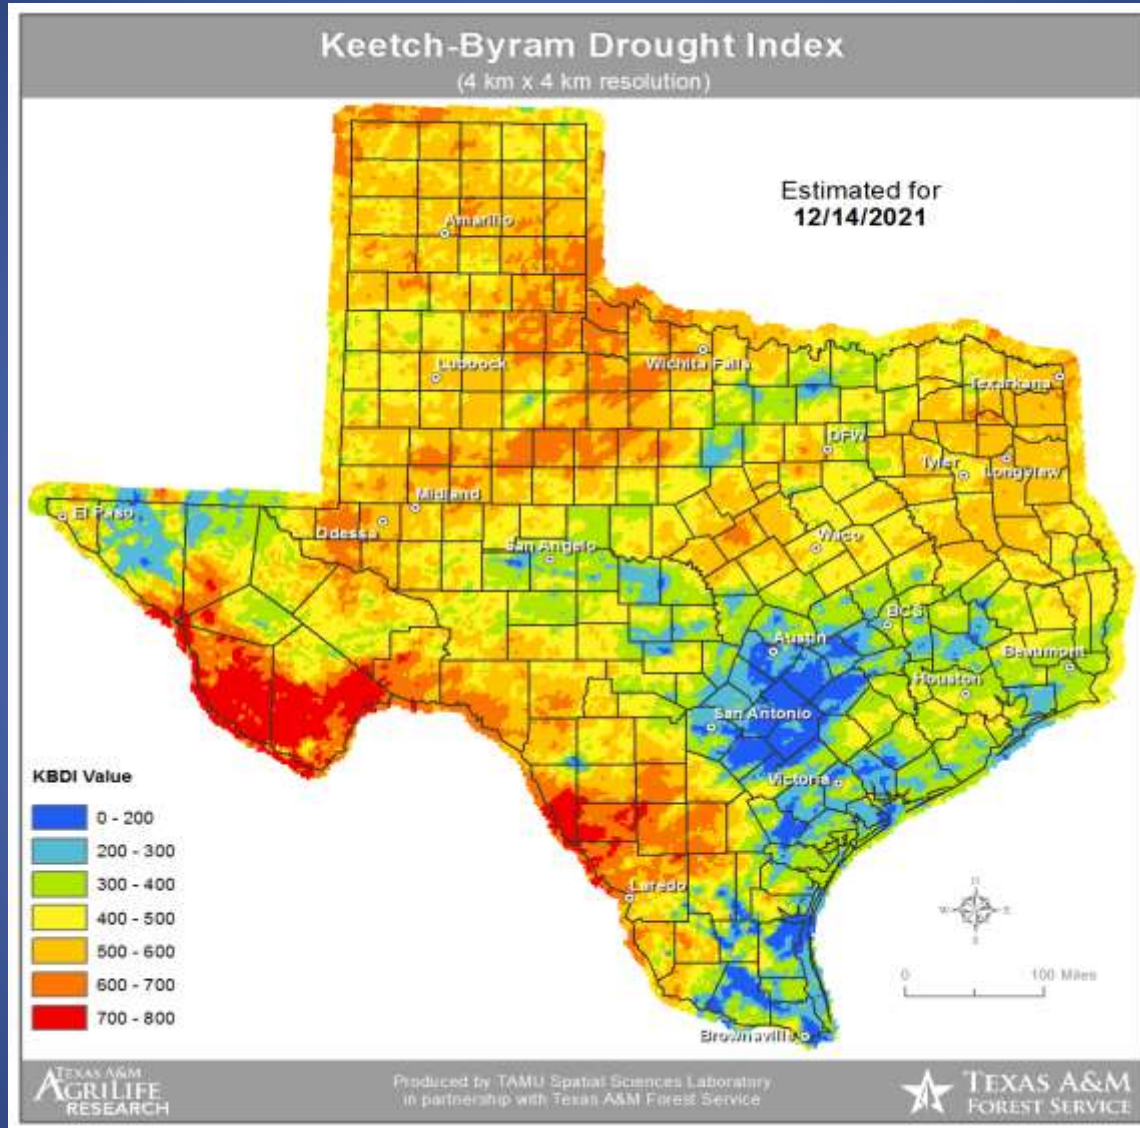 Keetch-Byram Drought Index
(4 km x 4 km resolution)
Estimated for
12/14/2021
Amarillo
Lubbock
Wichita Falls
Texarkana
DFW
Tyler
Longview
Midland
El Paso
Odessa
San Angelo
Waco
BCS
Austin
Beaumont
Houston
San Antonio
Victoria
KBDI Value
0 - 200
200 - 300
300 - 400
400 - 500
500 - 600
600 - 700
700 - 800
Laredo
Brownsville
N
W E
S
0 100 Miles
TEXAS A&M
AGRILIFE
RESEARCH
Produced by TAMU Spatial Sciences Laboratory
in partnership with Texas A&M Forest Service
TEXAS A&M
FOREST SERVICE